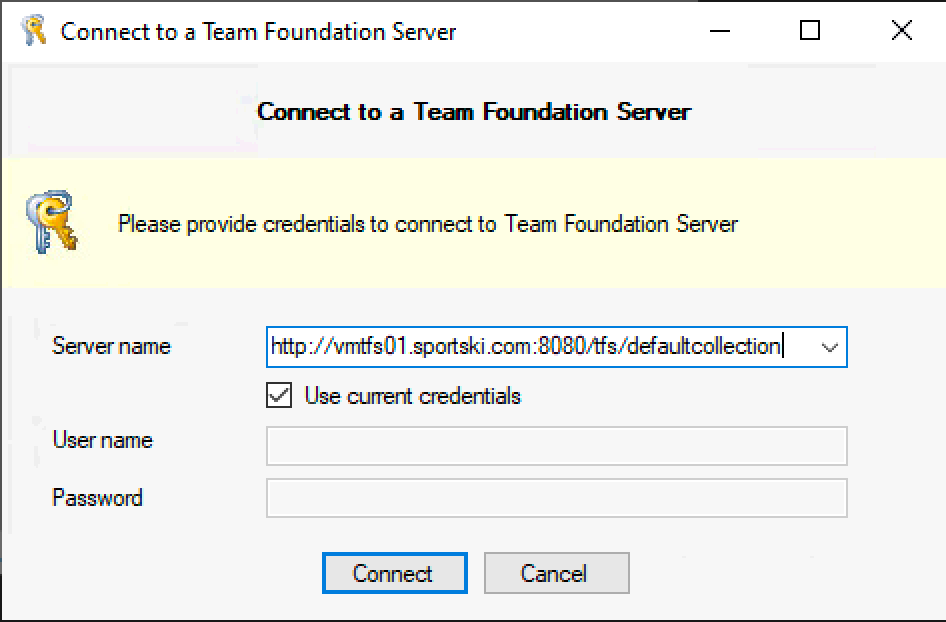 Connect to a Team Foundation Server
Connect to a Team Foundation Server
Please provide credentials to connect to Team Foundation Server
Server name http://vmtfs01.sportski.com:8080/tfs/defaultcollection
Use current credentials
User name
Password
Connect Cancel